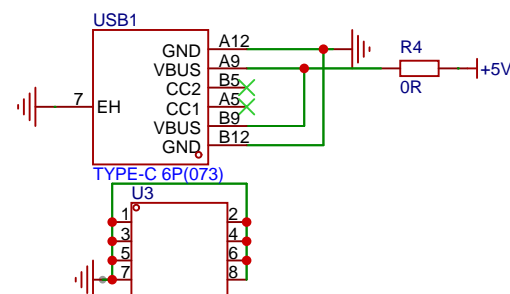 USB1
GND A12
VBUS A9
CC2 B5
CC1 A5
VBUS B9
GND B12
7 EH
R4
0R
+5V
TYPE-C 6P(073)
U3
1 2
3 4
5 6
7 8